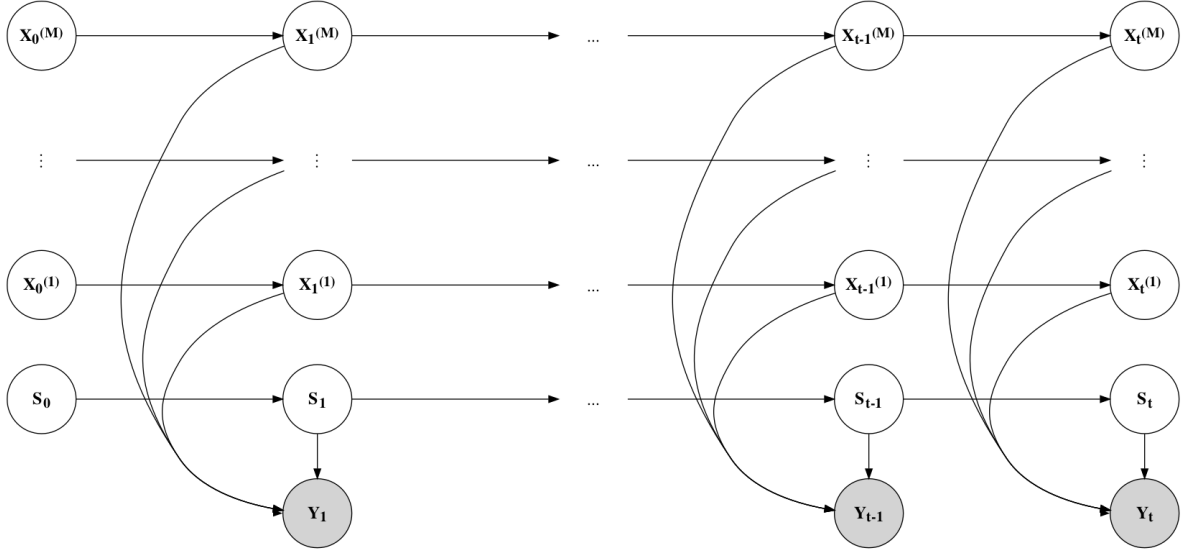 X0(M) X1(M) ... Xt-1(M) Xt(M)
⋮ ⋮ ... ⋮ ⋮
X0(1) X1(1) ... Xt-1(1) Xt(1)
S0 S1 ... St-1 St
Y1 Yt-1 Yt